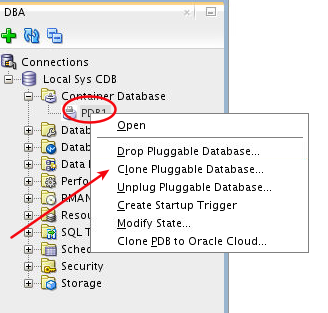 DBA
Connections
Local Sys CDB
Container Database
PDB1
Open
Drop Pluggable Database...
Clone Pluggable Database...
Unplug Pluggable Database...
Create Startup Trigger
Modify State...
Clone PDB to Oracle Cloud...
Datab
Datab
Data
Perfo
RMAN
Resou
SQL T
Sched
Security
Storage